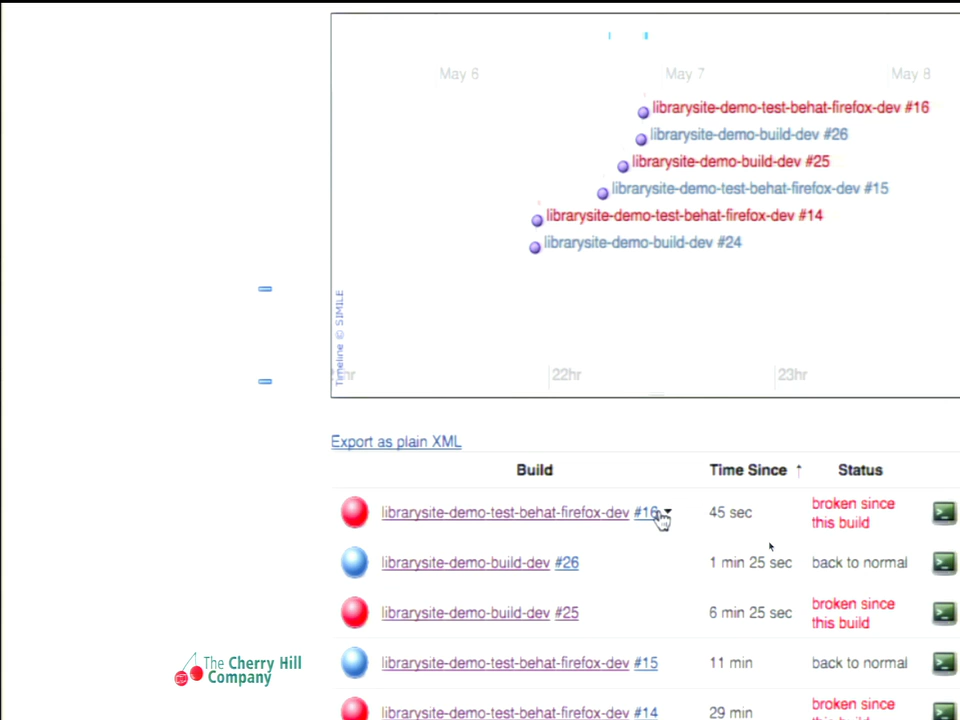 May 6 May 7 May 8
librarysite-demo-test-behat-firefox-dev #16
librarysite-demo-build-dev #26
librarysite-demo-build-dev #25
librarysite-demo-test-behat-firefox-dev #15
librarysite-demo-test-behat-firefox-dev #14
librarysite-demo-build-dev #24
Timeline © SIMILE
hr 22hr 23hr
Export as plain XML
Build Time Since ↑ Status
librarysite-demo-test-behat-firefox-dev #16 45 sec broken since
this build
librarysite-demo-build-dev #26 1 min 25 sec back to normal
librarysite-demo-build-dev #25 6 min 25 sec broken since
this build
librarysite-demo-test-behat-firefox-dev #15 11 min back to normal
librarysite-demo-test-behat-firefox-dev #14 29 min broken since
this build
The Cherry Hill
Company